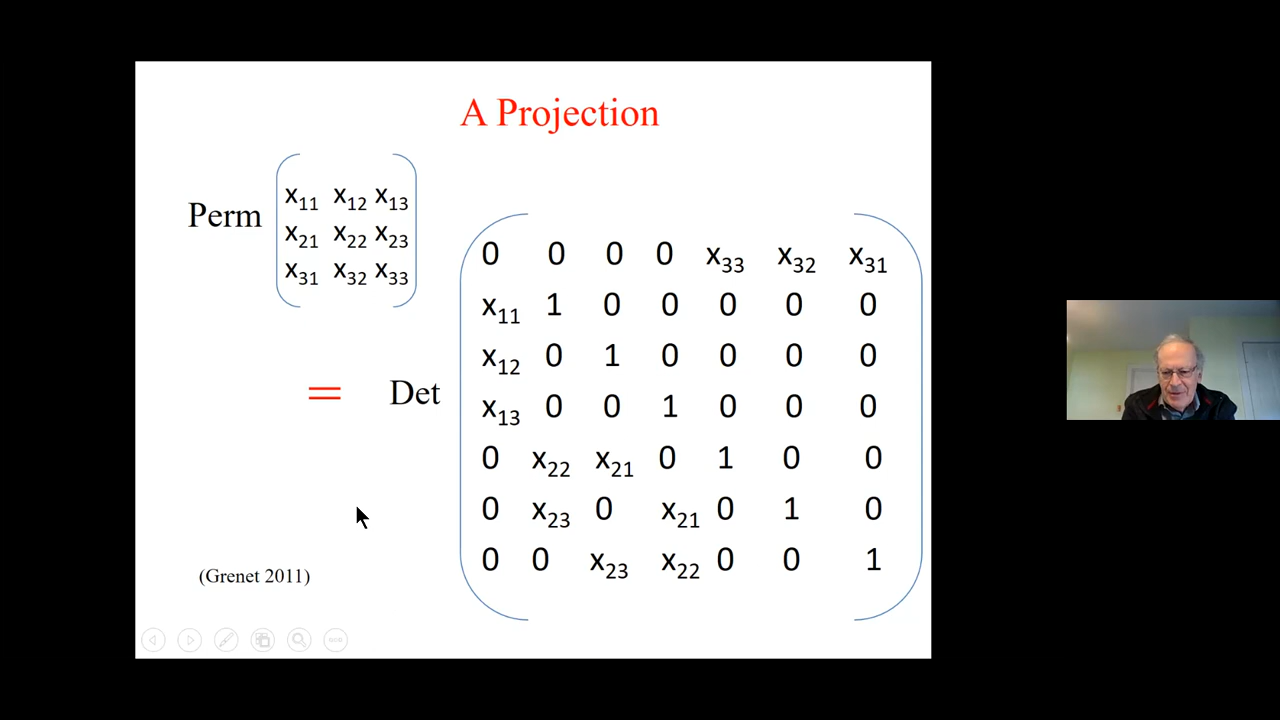 A Projection
Perm
x11 x12 x13
x21 x22 x23
x31 x32 x33
= Det
0 0 0 0 x33 x32 x31
x11 1 0 0 0 0 0
x12 0 1 0 0 0 0
x13 0 0 1 0 0 0
0 x22 x21 0 1 0 0
0 x23 0 x21 0 1 0
0 0 x23 x22 0 0 1
(Grenet 2011)